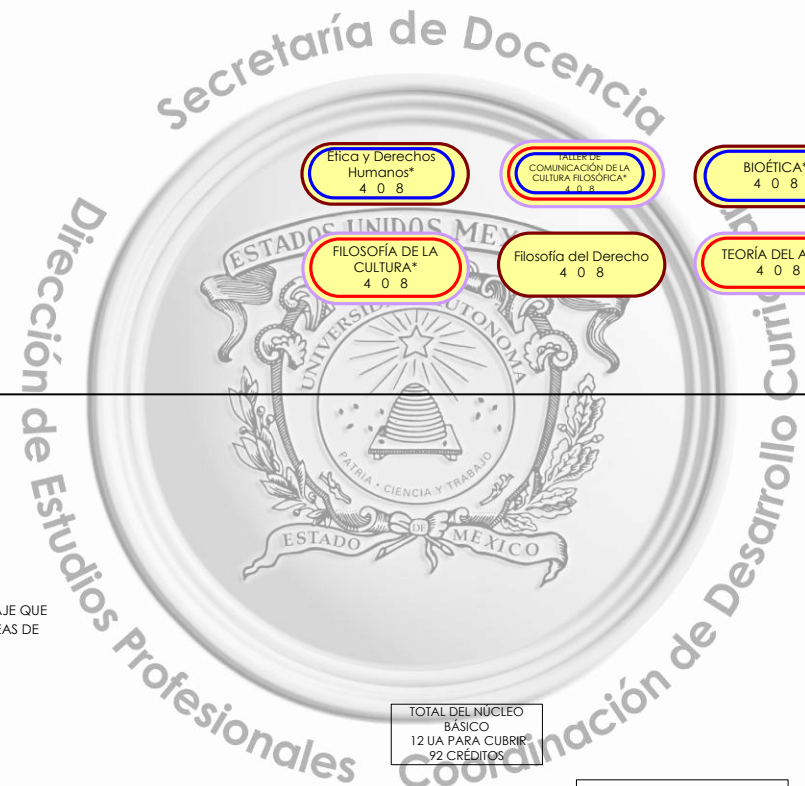 Secretaría de Docencia
Ética y Derechos
Humanos*
4 0 8
TALLER DE
COMUNICACIÓN DE LA
CULTURA FILOSÓFICA*
4 0 8
BIOÉTICA*
4 0 8
FILOSOFÍA DE LA
CULTURA*
4 0 8
Filosofía del Derecho
4 0 8
TEORÍA DEL A
4 0 8
ESTADOS UNIDOS
UNIVERSIDAD AUTONOMA
PATRIA • CIENCIA Y TRABAJO
ESTADO DE MEXICO
Dirección de Estudios Profesionales
Coordinación de Desarrollo
AJE QUE
EAS DE
TOTAL DEL NÚCLEO
BÁSICO
12 UA PARA CUBRIR
92 CRÉDITOS